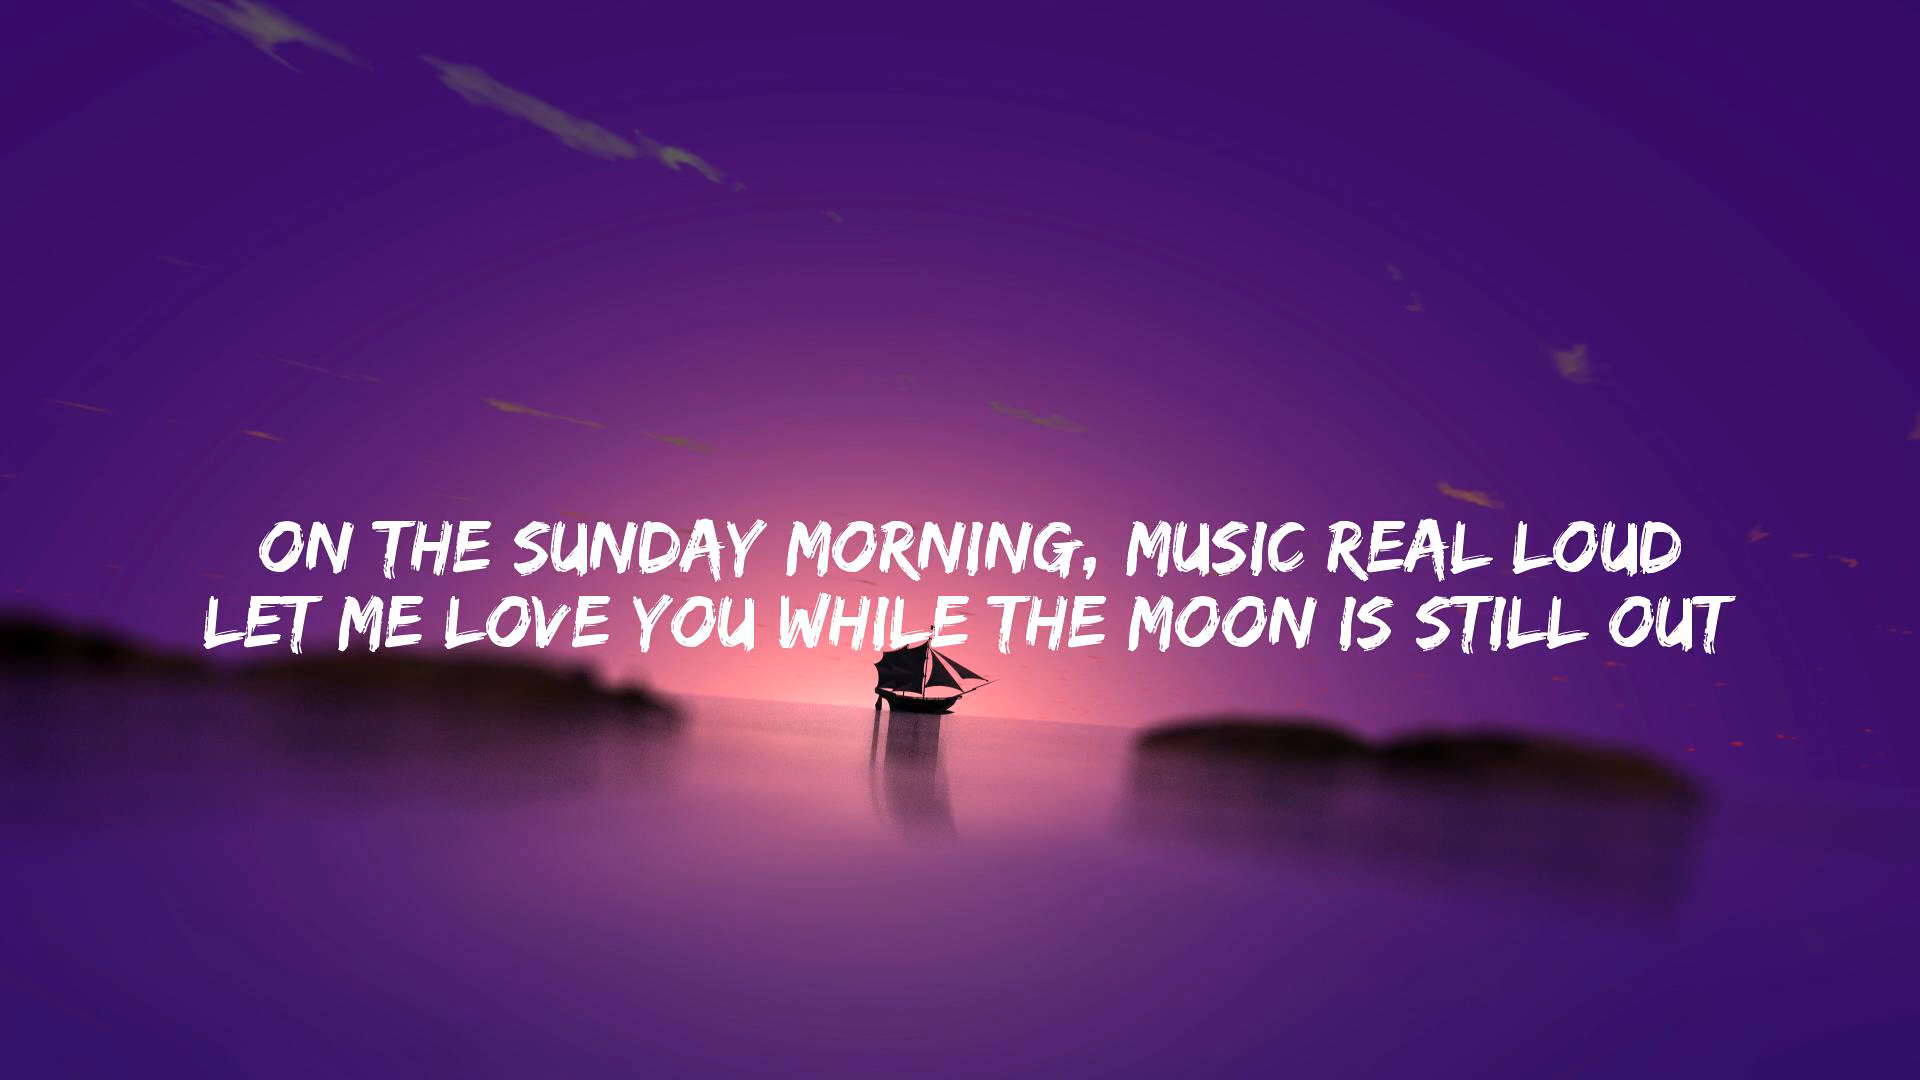 ON THE SUNDAY MORNING, MUSIC REAL LOUD
LET ME LOVE YOU WHILE THE MOON IS STILL OUT